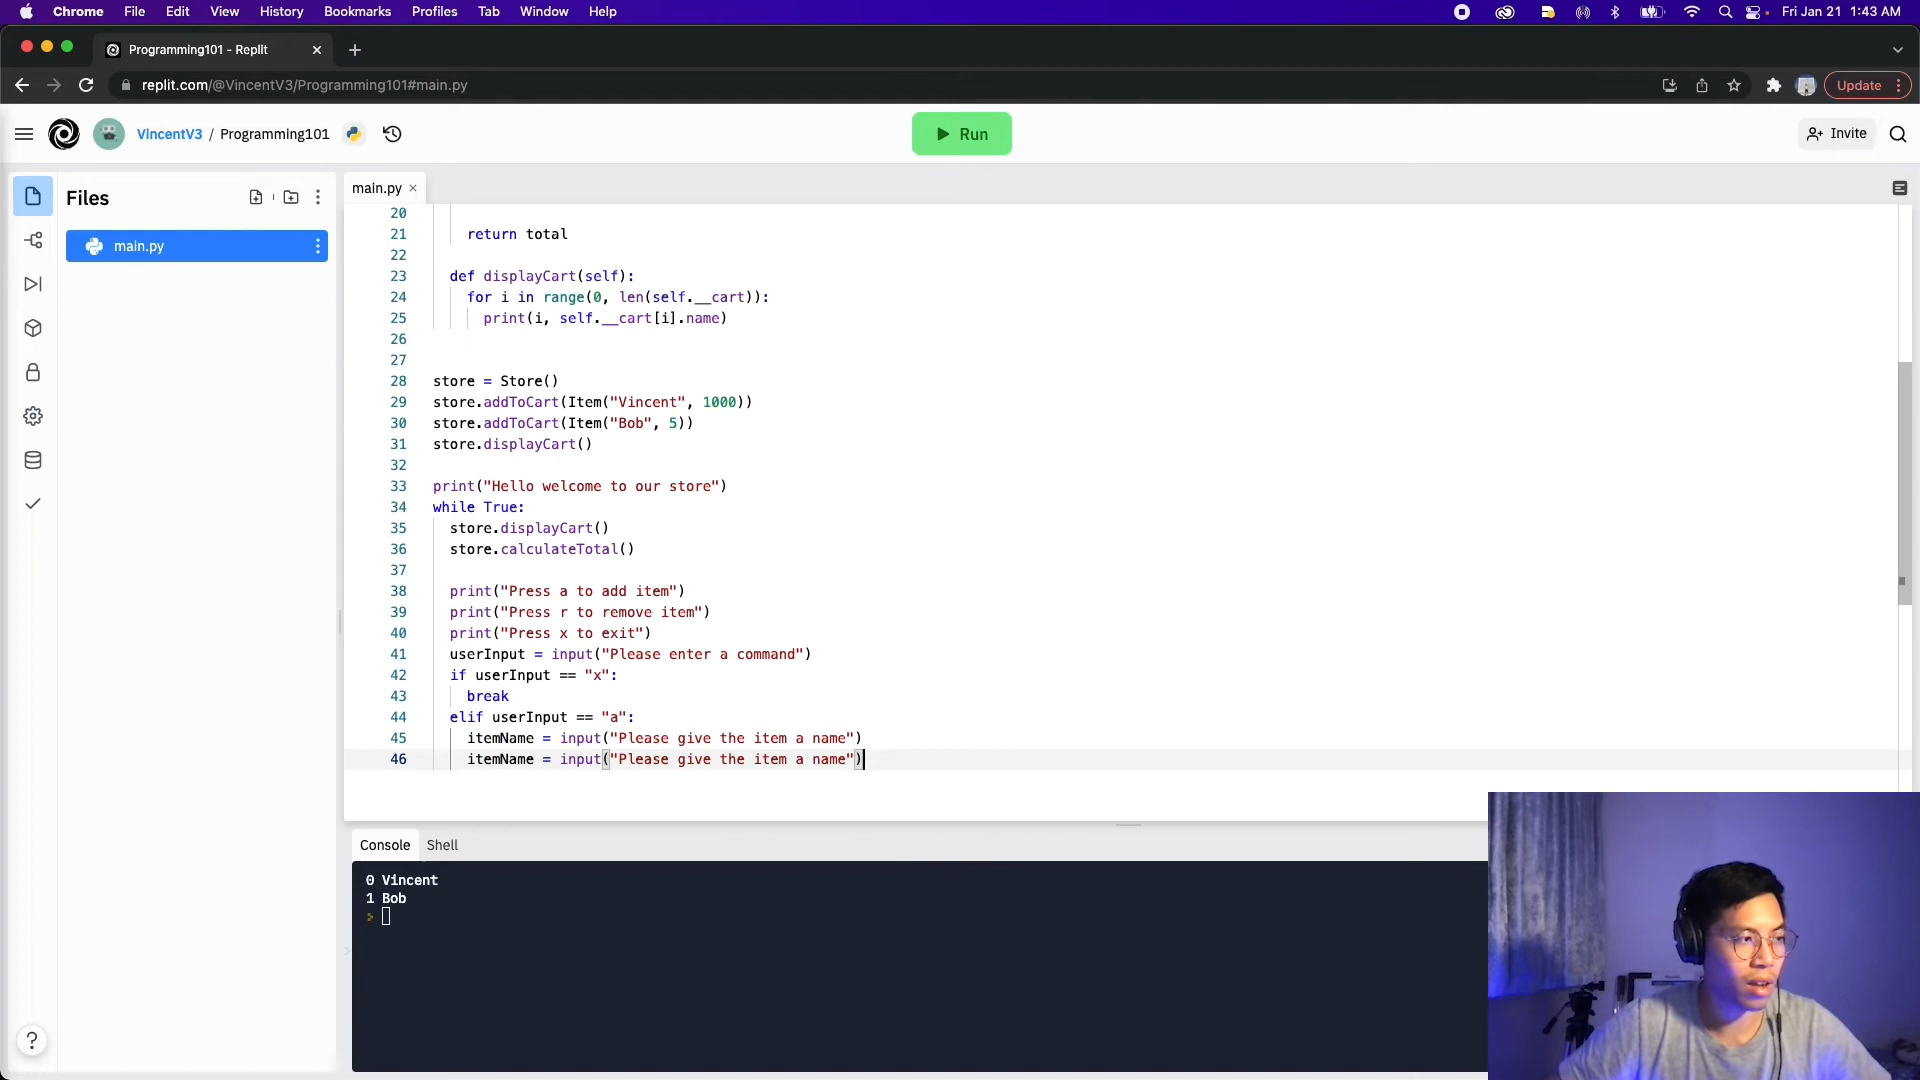 Chrome File Edit View History Bookmarks Profiles Tab Window Help Fri Jan 21 1:43 AM
Programming101 - Replit
replit.com/@VincentV3/Programming101#main.py Update
VincentV3 / Programming101 Run Invite
Files main.py
main.py
20
21 return total
22
23 def displayCart(self):
24 for i in range(0, len(self.__cart)):
25 print(i, self.__cart[i].name)
26
27
28 store = Store()
29 store.addToCart(Item("Vincent", 1000))
30 store.addToCart(Item("Bob", 5))
31 store.displayCart()
32
33 print("Hello welcome to our store")
34 while True:
35 store.displayCart()
36 store.calculateTotal()
37
38 print("Press a to add item")
39 print("Press r to remove item")
40 print("Press x to exit")
41 userInput = input("Please enter a command")
42 if userInput == "x":
43 break
44 elif userInput == "a":
45 itemName = input("Please give the item a name")
46 itemName = input("Please give the item a name")
Console Shell
0 Vincent
1 Bob
>
?